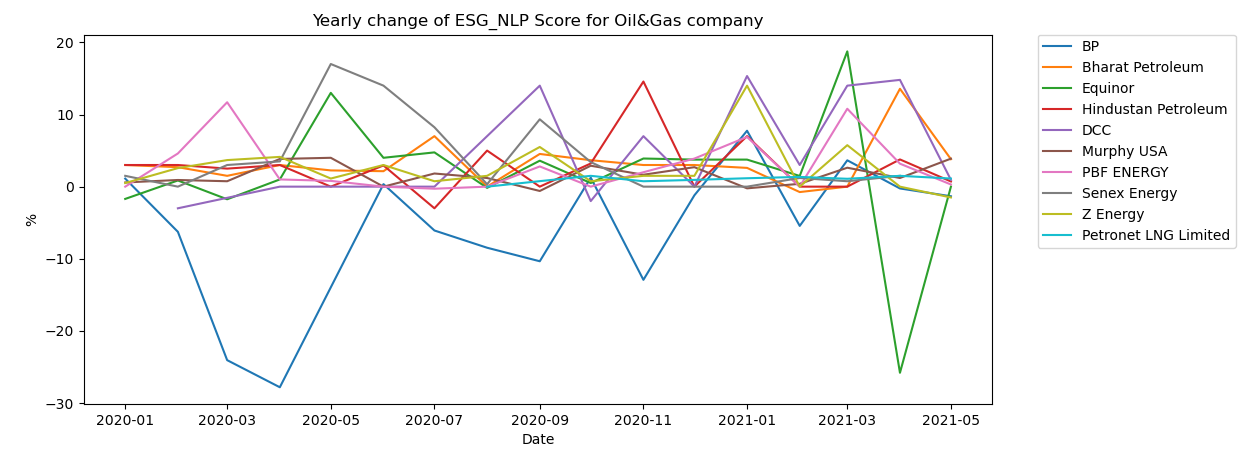 Yearly change of ESG_NLP Score for Oil&Gas company
20
10
0
−10
−20
−30
%
2020-01
2020-03
2020-05
2020-07
2020-09
2020-11
2021-01
2021-03
2021-05
Date
BP
Bharat Petroleum
Equinor
Hindustan Petroleum
DCC
Murphy USA
PBF ENERGY
Senex Energy
Z Energy
Petronet LNG Limited